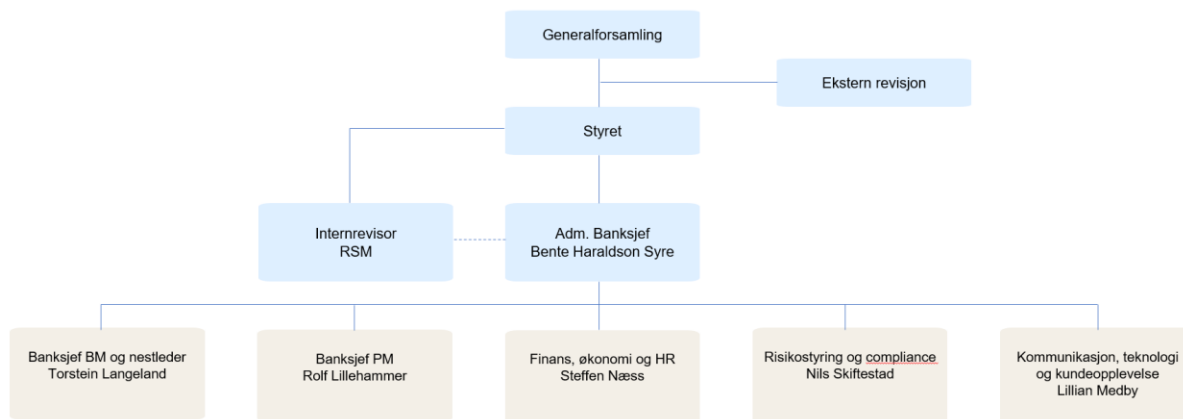 Generalforsamling
Ekstern revisjon
Styret
Internrevisor
RSM
Adm. Banksjef
Bente Haraldson Syre
Banksjef BM og nestleder
Torstein Langeland
Banksjef PM
Rolf Lillehammer
Finans, økonomi og HR
Steffen Næss
Risikostyring og compliance
Nils Skiftestad
Kommunikasjon, teknologi
og kundeopplevelse
Lillian Medby